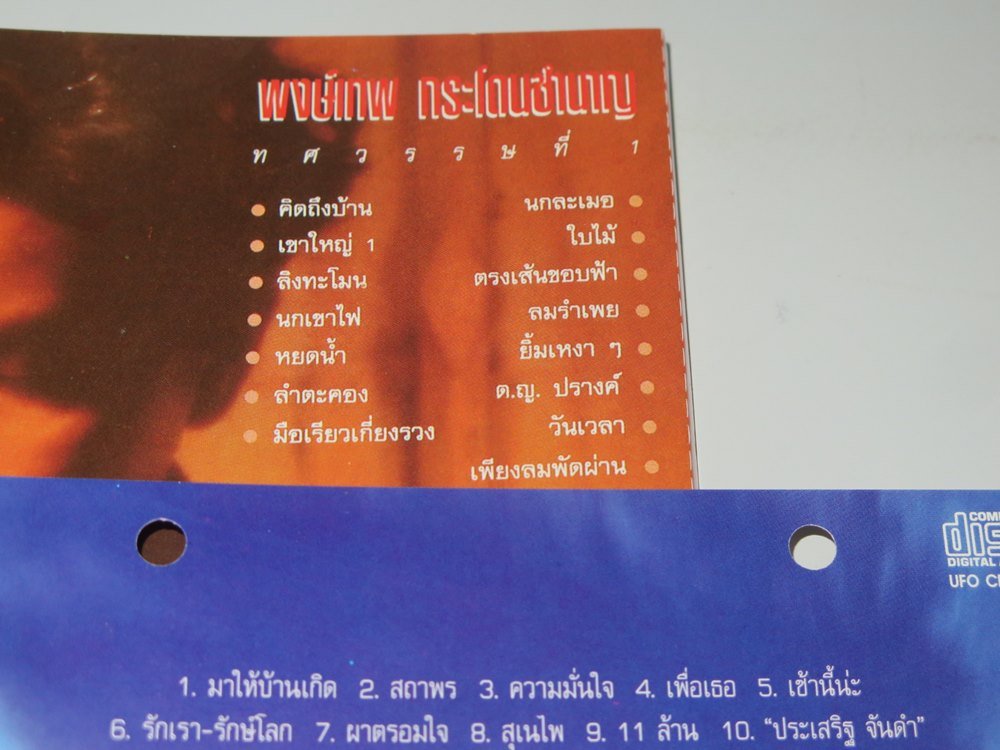 พงษ์เทพ กระโดนชำนาญ
ทศวรรษที่ 1
คิดถึงบ้าน
เขาใหญ่ 1
ลิงทะโมน
นกเขาไฟ
หยดน้ำ
ลำตะคอง
มือเรียวเกี่ยงรวง
นกละเมอ
ใบไม้
ตรงเส้นขอบฟ้า
ลมรำเพย
ยิ้มเหงา ๆ
ด.ญ. ปรางค์
วันเวลา
เพียงลมพัดผ่าน
DIGITAL
UFO
1. มาให้บ้านเกิด 2. สถาพร 3. ความมั่นใจ 4. เพื่อเธอ 5. เช้านี้น่ะ
6. รักเรา-รักษ์โลก 7. ผาตรอมใจ 8. สุเนไพ 9. 11 ล้าน 10. "ประเสริฐ จันดำ"